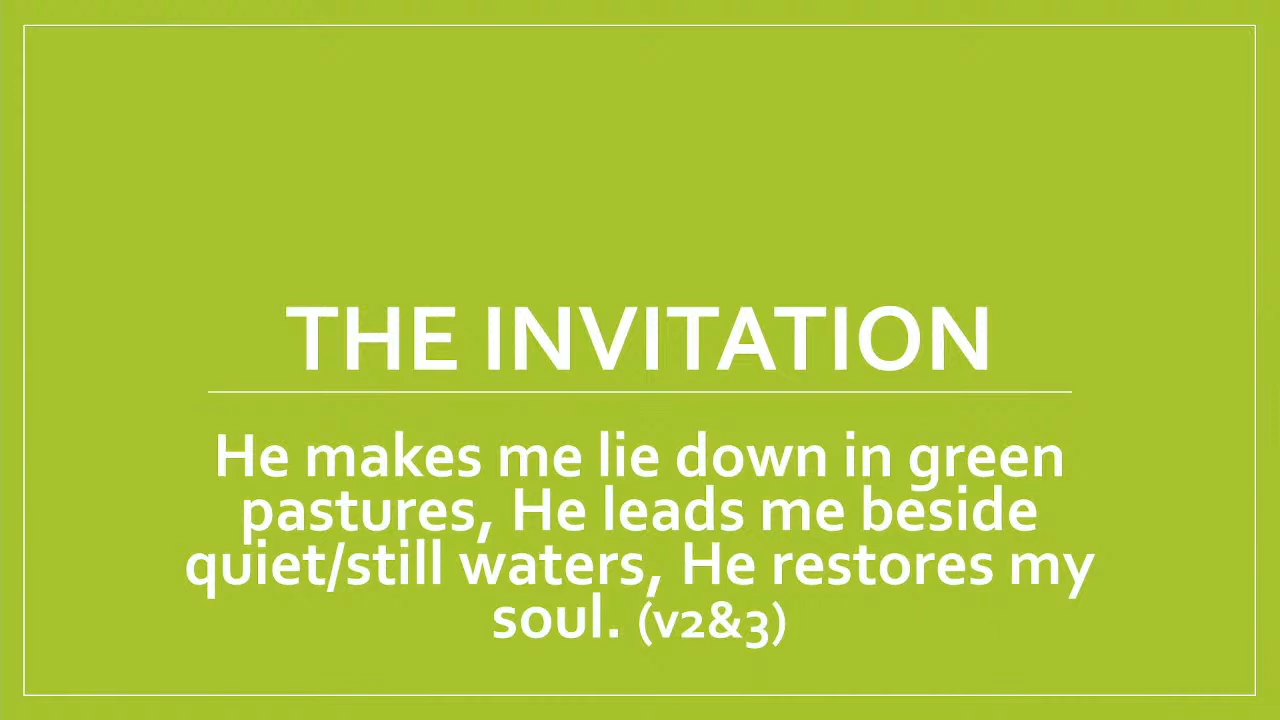 THE INVITATION
He makes me lie down in green
pastures, He leads me beside
quiet/still waters, He restores my
soul. (v2&3)